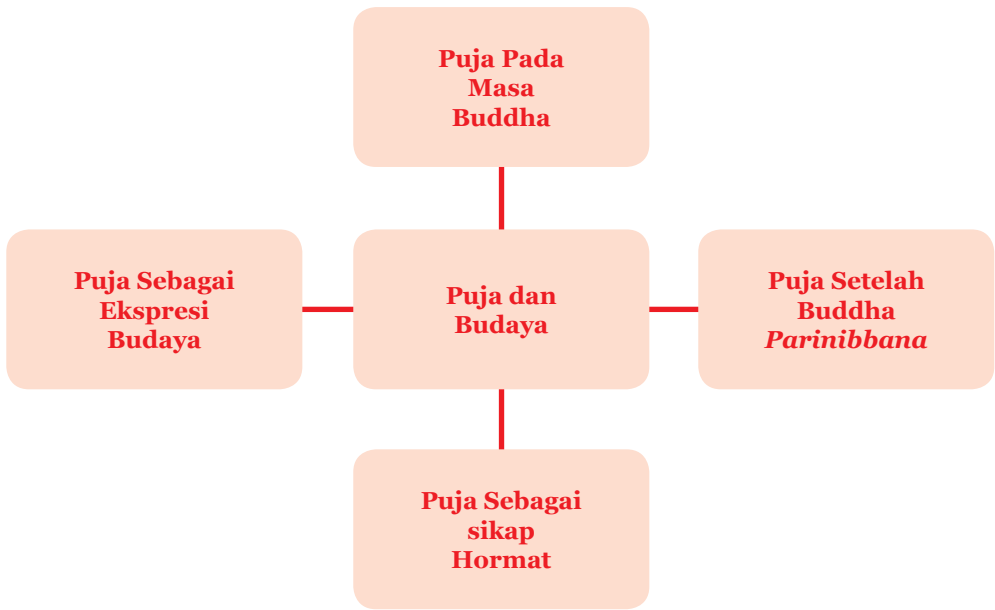 Puja Pada
Masa
Buddha
Puja Sebagai
Ekspresi
Budaya
Puja dan
Budaya
Puja Setelah
Buddha
Parinibbana
Puja Sebagai
sikap
Hormat